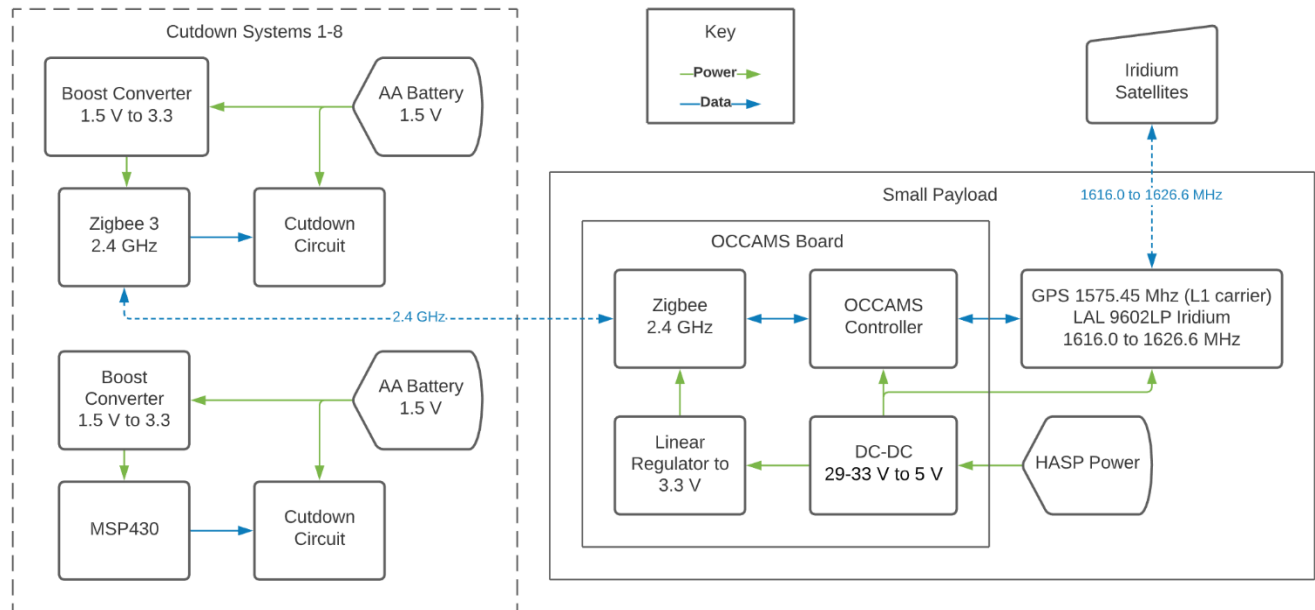 Cutdown Systems 1-8
Boost Converter
1.5 V to 3.3
AA Battery
1.5 V
Zigbee 3
2.4 GHz
Cutdown
Circuit
2.4 GHz
Boost
Converter
1.5 V to 3.3
AA Battery
1.5 V
MSP430
Cutdown
Circuit
Key
Power
Data
Iridium
Satellites
1616.0 to 1626.6 MHz
Small Payload
OCCAMS Board
Zigbee
2.4 GHz
OCCAMS
Controller
GPS 1575.45 Mhz (L1 carrier)
LAL 9602LP Iridium
1616.0 to 1626.6 MHz
Linear
Regulator to
3.3 V
DC-DC
29-33 V to 5 V
HASP Power